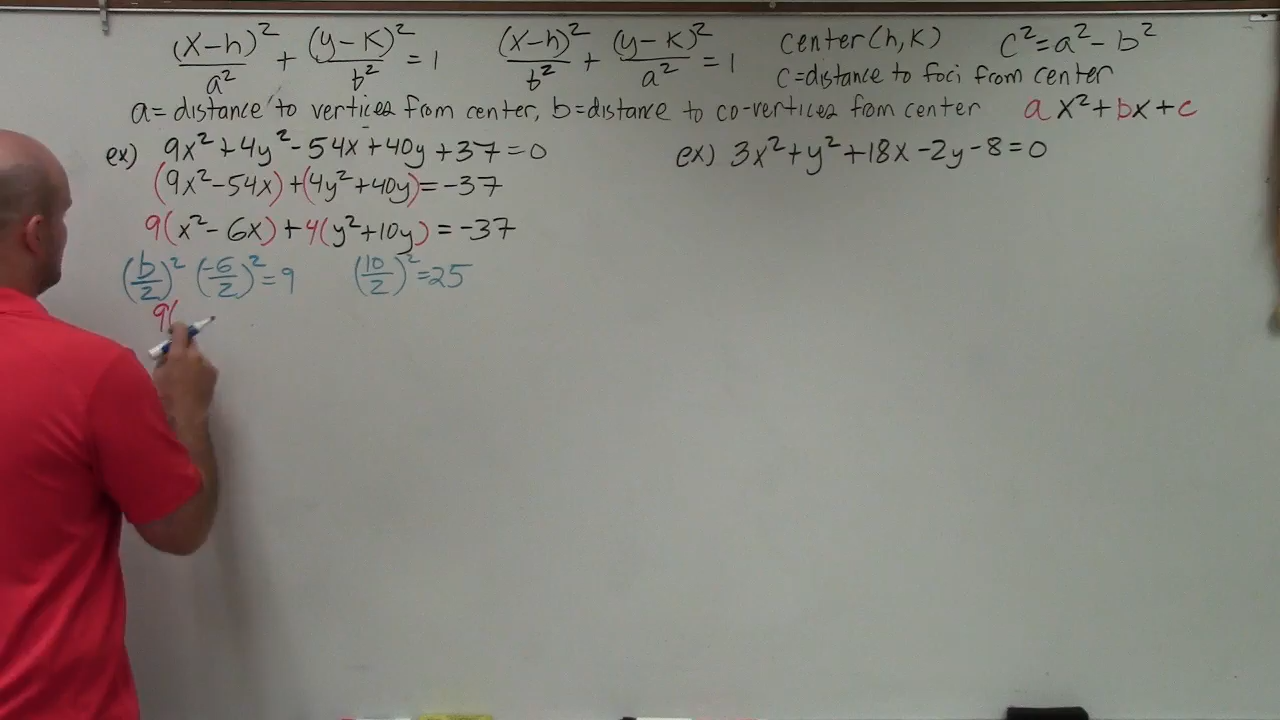 (x-h)²/a² + (y-k)²/b² = 1   (x-h)²/b² + (y-k)²/a² = 1   center(h,k)   c²=a²-b²
c=distance to foci from center
a= distance to vertices from center, b=distance to co-vertices from center   ax²+bx+c
ex) 9x²+4y²-54x+40y+37=0
(9x²-54x)+(4y²+40y)=-37
9(x²-6x)+4(y²+10y)=-37
(b/2)² (-6/2)²=9   (10/2)²=25
9(
ex) 3x²+y²+18x-2y-8=0